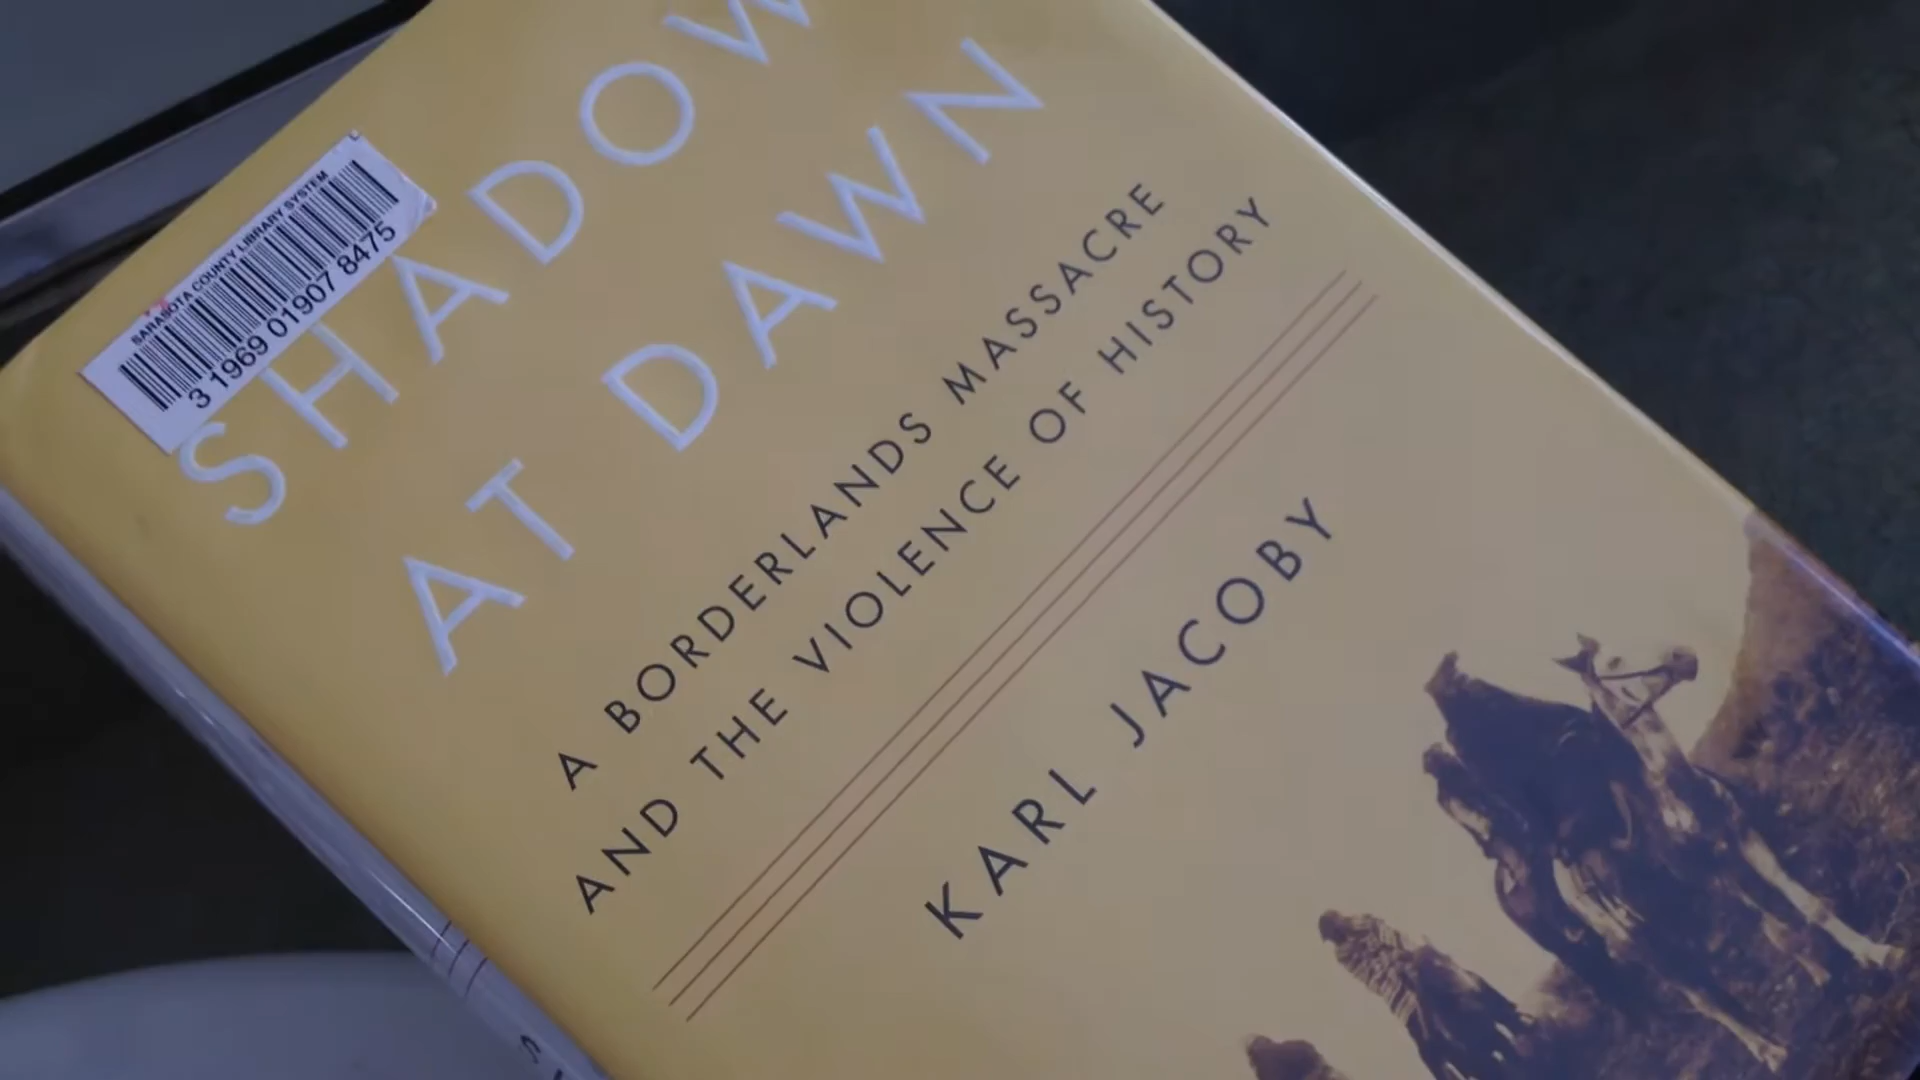 SARASOTA COUNTY LIBRARY SYSTEM
3 1969 01907 8475
SHADOW
AT DAWN
A BORDERLANDS MASSACRE
AND THE VIOLENCE OF HISTORY
KARL JACOBY